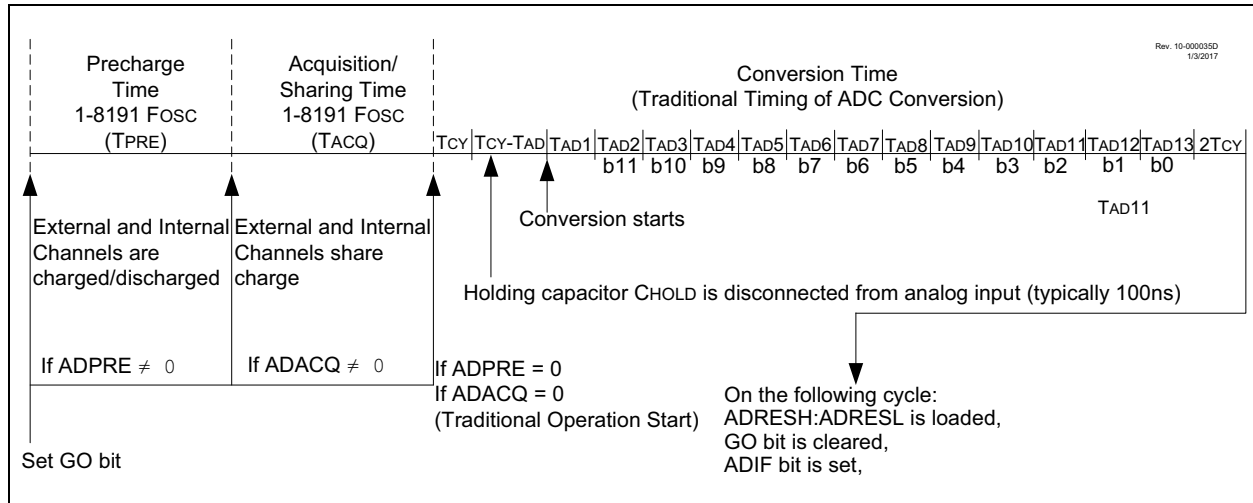 Rev. 10-000035D
1/3/2017
Precharge
Time
1-8191 FOSC
(TPRE)
Acquisition/
Sharing Time
1-8191 FOSC
(TACQ)
Conversion Time
(Traditional Timing of ADC Conversion)
TCY TCY-TAD TAD1 TAD2 TAD3 TAD4 TAD5 TAD6 TAD7 TAD8 TAD9 TAD10 TAD11 TAD12 TAD13 2TCY
b11 b10 b9 b8 b7 b6 b5 b4 b3 b2 b1 b0
TAD11
External and Internal
Channels are
charged/discharged
External and Internal
Channels share
charge
Conversion starts
Holding capacitor CHOLD is disconnected from analog input (typically 100ns)
If ADPRE ≠ 0
If ADACQ ≠ 0
If ADPRE = 0
If ADACQ = 0
(Traditional Operation Start)
On the following cycle:
ADRESH:ADRESL is loaded,
GO bit is cleared,
ADIF bit is set,
Set GO bit